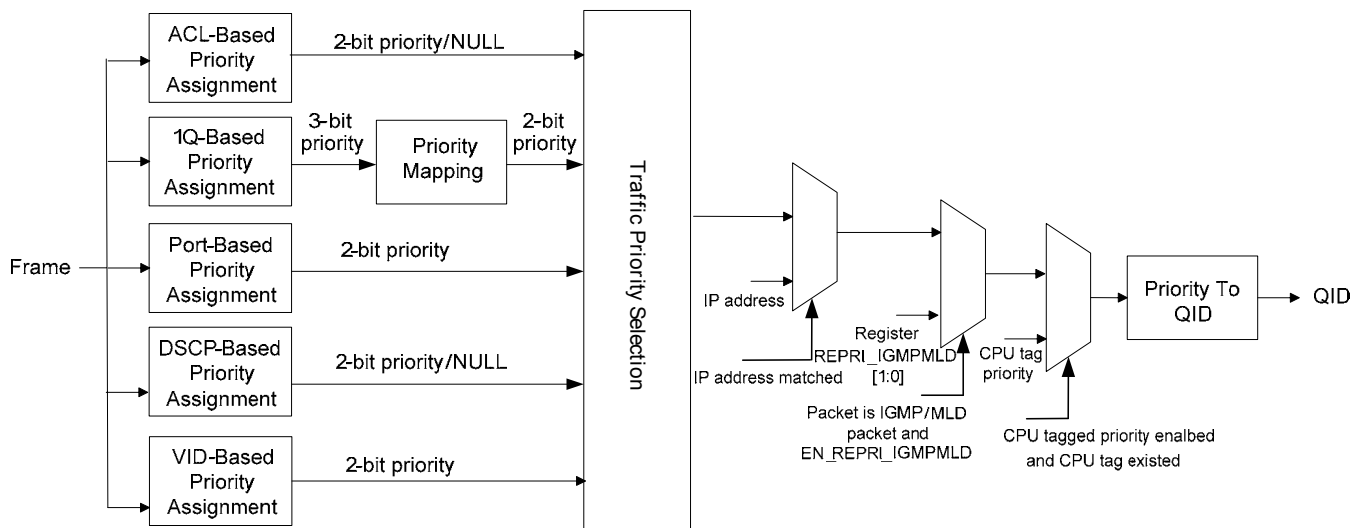 ACL-Based
Priority
Assignment
2-bit priority/NULL
1Q-Based
Priority
Assignment
3-bit
priority
Priority
Mapping
2-bit
priority
Frame
Port-Based
Priority
Assignment
2-bit priority
DSCP-Based
Priority
Assignment
2-bit priority/NULL
VID-Based
Priority
Assignment
2-bit priority
Traffic Priority Selection
IP address
IP address matched
Register
REPRI_IGMPMLD
[1:0]
Packet is IGMP/MLD
packet and
EN_REPRI_IGMPMLD
CPU tag
priority
CPU tagged priority enalbed
and CPU tag existed
Priority To
QID
QID